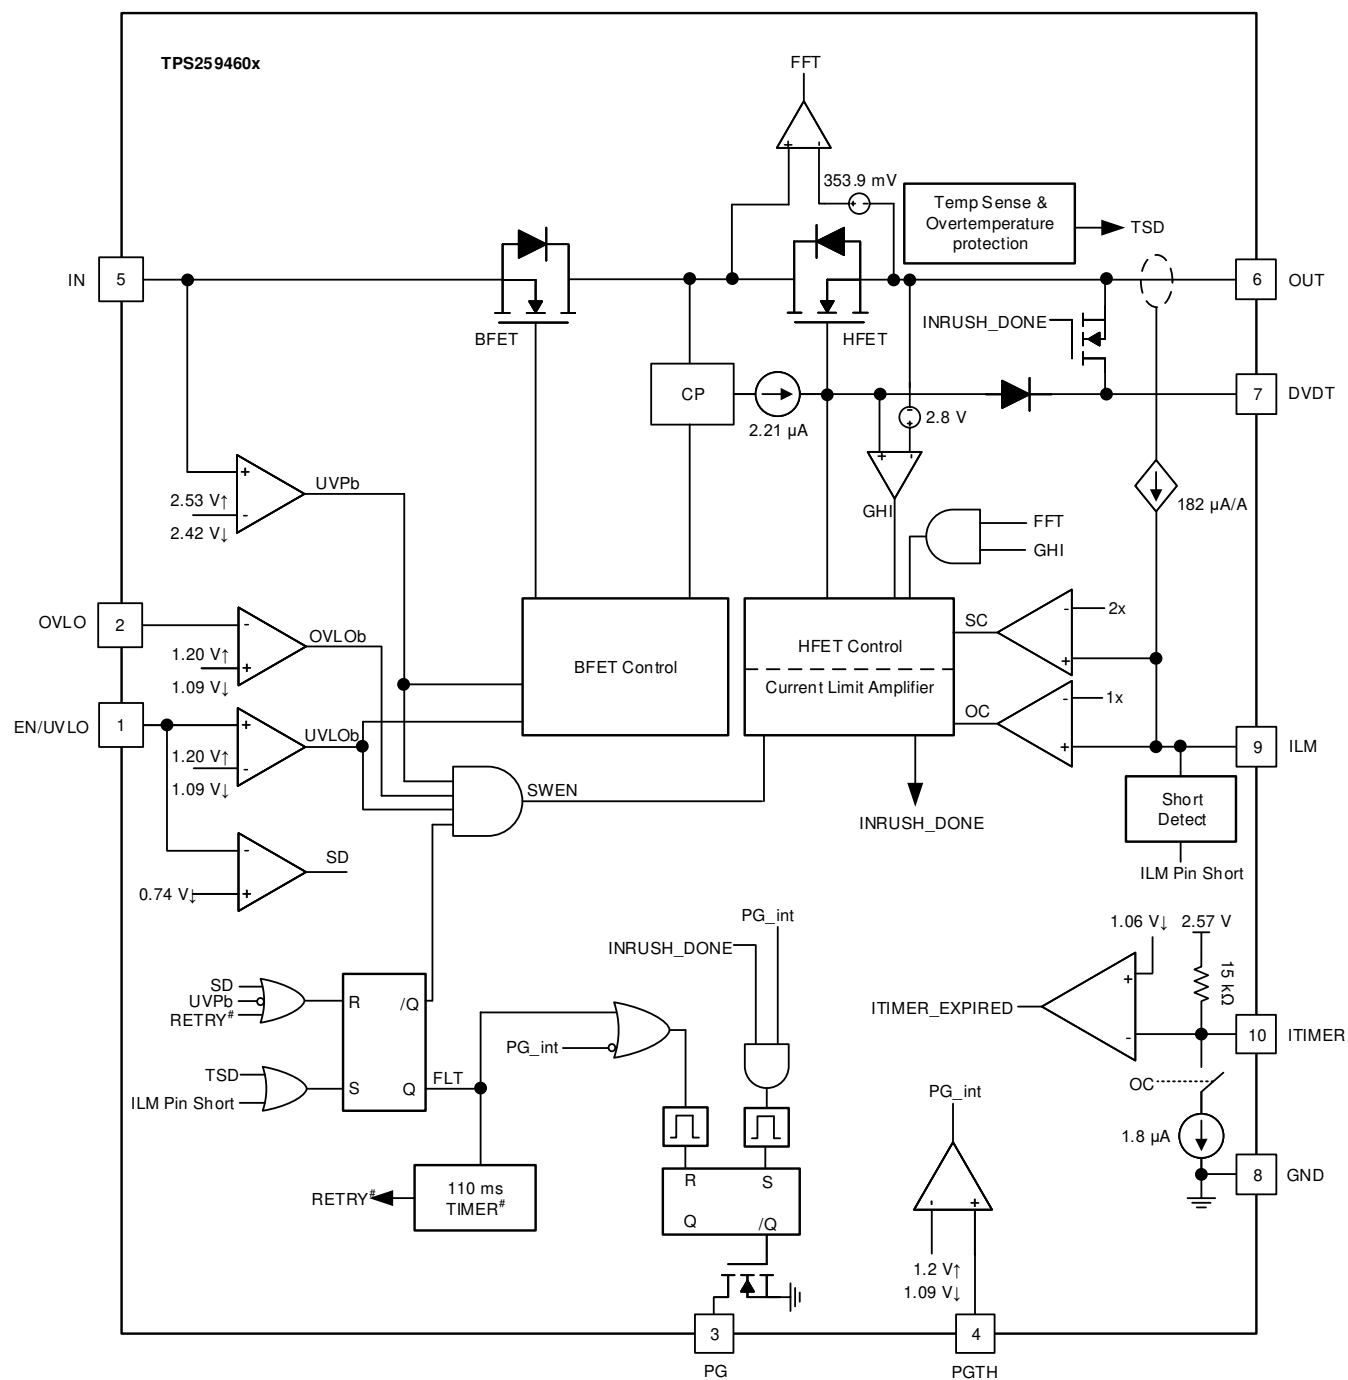 TPS259460x
FFT
353.9 mV
Temp Sense &
Overtemperature
protection
TSD
IN
5
6
OUT
BFET
HFET
INRUSH_DONE
CP
2.21 µA
2.8 V
7
DVDT
+
UVPb
2.53 V↑
-
2.42 V↓
GHI
182 µA/A
FFT
GHI
OVLO
2
-
OVLOb
1.20 V↑
+
1.09 V↓
BFET Control
HFET Control
Current Limit Amplifier
SC
-
2x
+
OC
-
1x
+
EN/UVLO
1
+
UVLOb
1.20 V↑
-
1.09 V↓
9
ILM
SWEN
INRUSH_DONE
Short
Detect
ILM Pin Short
-
SD
0.74 V↓
+
PG_int
INRUSH_DONE
1.06 V↓
2.57 V
15 kΩ
+
ITIMER_EXPIRED
-
10
ITIMER
SD
UVPb
RETRY#
R
/Q
TSD
ILM Pin Short
S
Q
FLT
PG_int
OC
1.8 µA
8
GND
PG_int
-
+
RETRY#
110 ms
TIMER#
R
S
Q
/Q
1.2 V↑
1.09 V↓
3
PG
4
PGTH